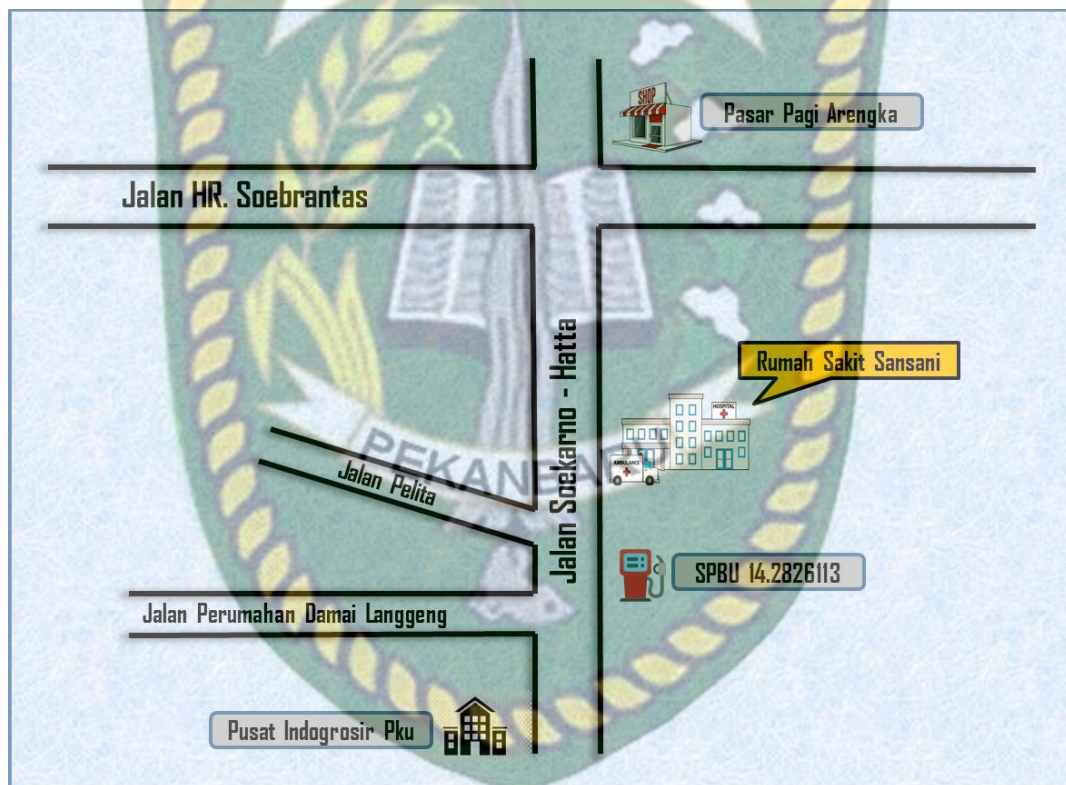 SHOP
Pasar Pagi Arengka
Jalan HR. Soebrantas
Jalan Soekarno - Hatta
Rumah Sakit Sansani
HOSPITAL
AMBULANCE
PEKANBARU
Jalan Pelita
SPBU 14.2826113
Jalan Perumahan Damai Langgeng
Pusat Indogrosir Pku